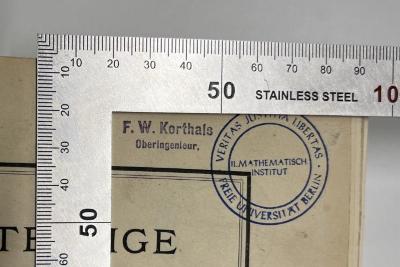 10 20 30 40 50 60 70 80 90 10
STAINLESS STEEL
10 20 30 40 50 60
F. W. Korthals
Oberingenieur.
VERITAS JUSTITIA LIBERTAS
II. MATHEMATISCH
INSTITUT
FREIE UNIVERSITÄT BERLIN
IGE